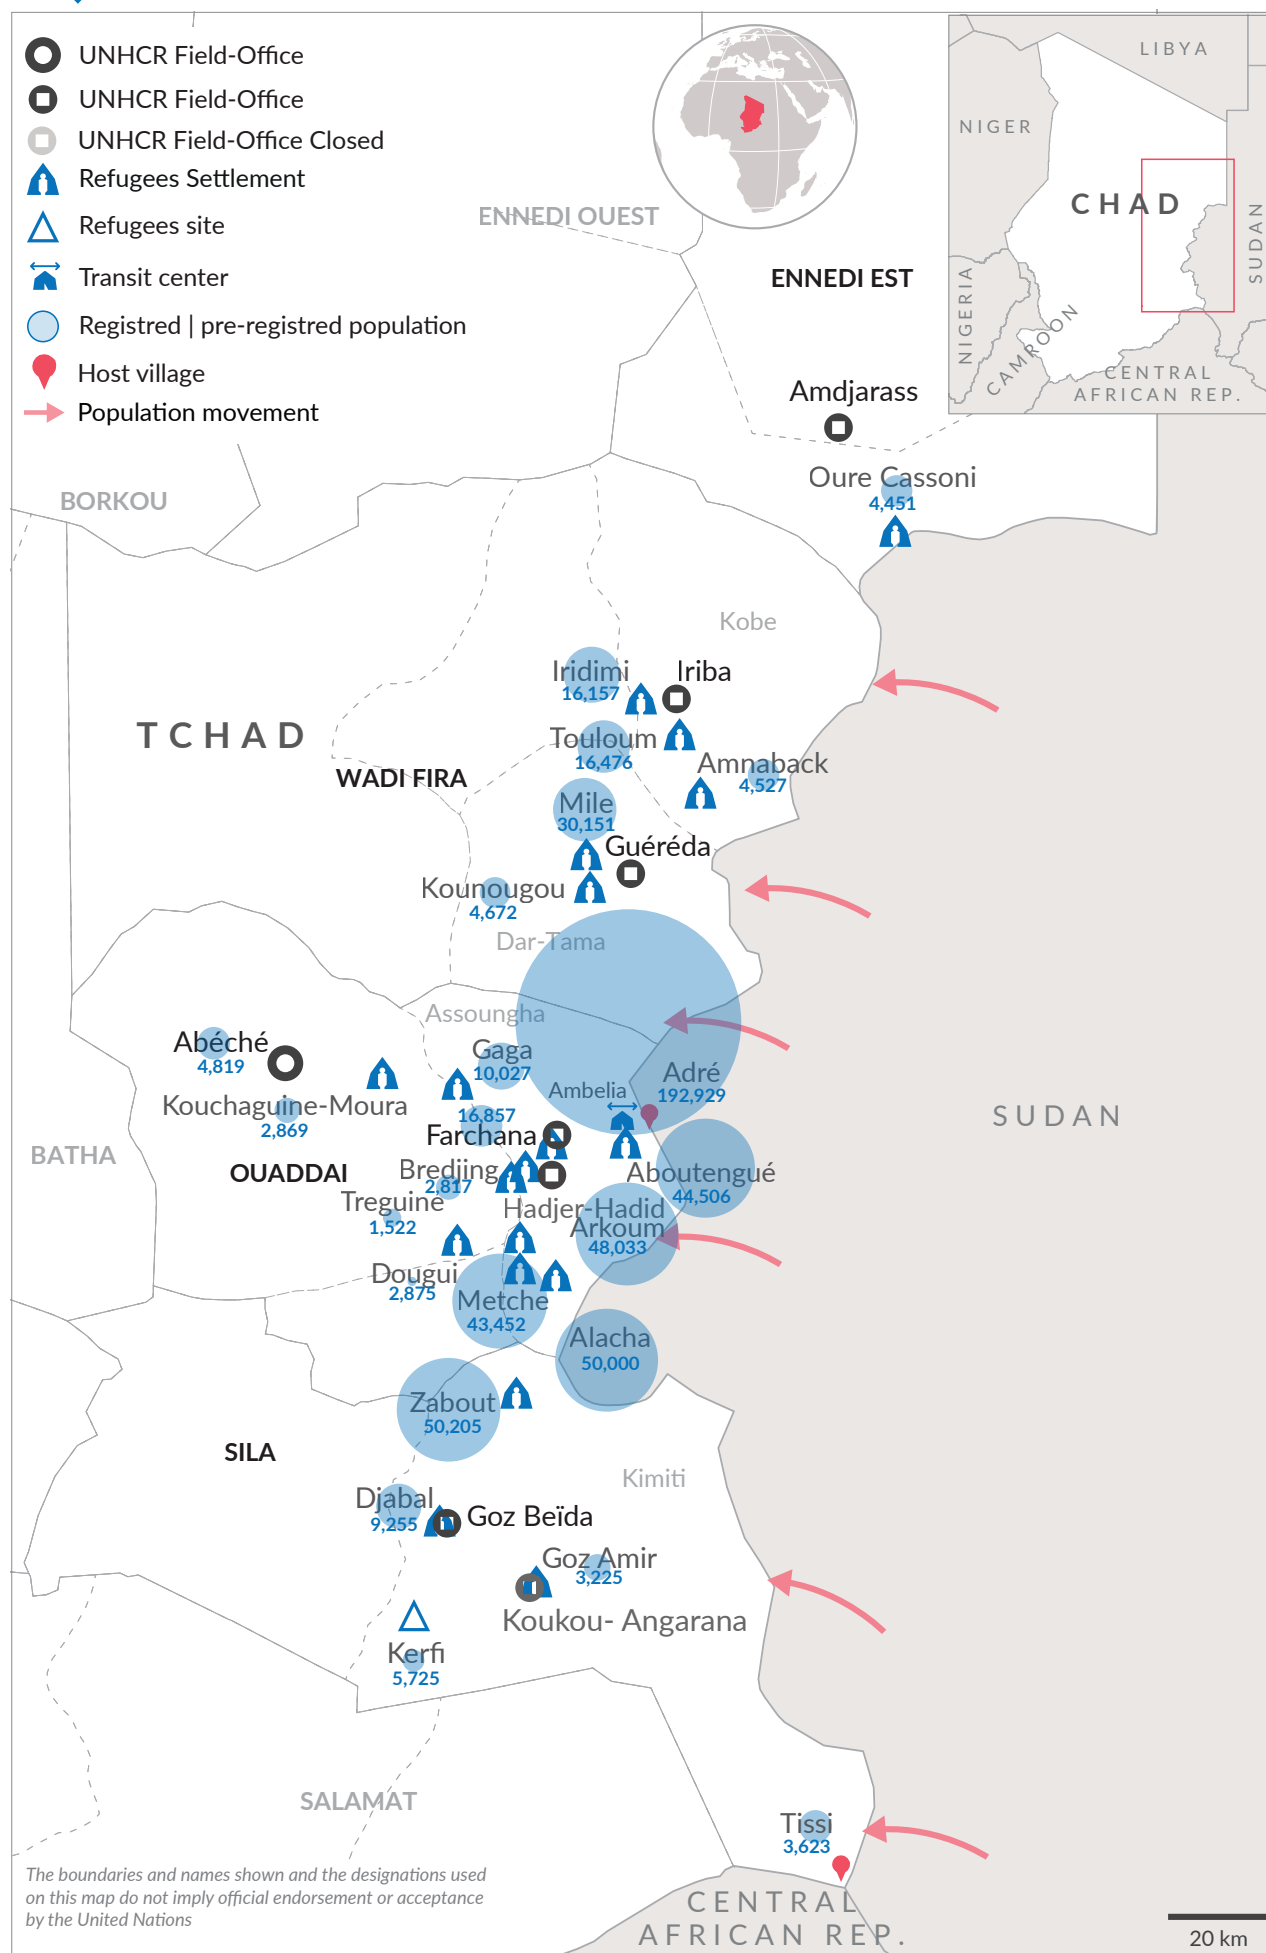 UNHCR Field-Office
UNHCR Field-Office
UNHCR Field-Office Closed
Refugees Settlement
Refugees site
Transit center
Registred | pre-registred population
Host village
Population movement
LIBYA
NIGER
CHAD
SUDAN
NIGERIA
CAMROON
CENTRAL
AFRICAN REP.
ENNEDI OUEST
ENNEDI EST
Amdjarass
BORKOU
Oure Cassoni
4,451
Kobe
Iridimi
16,157
Iriba
TCHAD
Touloum
16,476
Amnaback
4,527
WADI FIRA
Mile
30,151
Guéréda
Kounougou
4,672
Dar-Tama
Assoungha
Abéché
4,819
Gaga
10,027
Adré
192,929
Ambelia
Kouchaguine-Moura
2,869
16,857
Farchana
SUDAN
BATHA
OUADDAI
Bredjing
2,817
Aboutengué
44,506
Treguine
1,522
Hadjer-Hadid
Arkoum
48,033
Dougui
2,875
Metche
43,452
Alacha
50,000
Zabout
50,205
SILA
Kimiti
Djabal
9,255
Goz Beïda
Goz Amir
3,225
Koukou- Angarana
Kerfi
5,725
SALAMAT
Tissi
3,623
The boundaries and names shown and the designations used
on this map do not imply official endorsement or acceptance
by the United Nations
CENTRAL
AFRICAN REP.
20 km